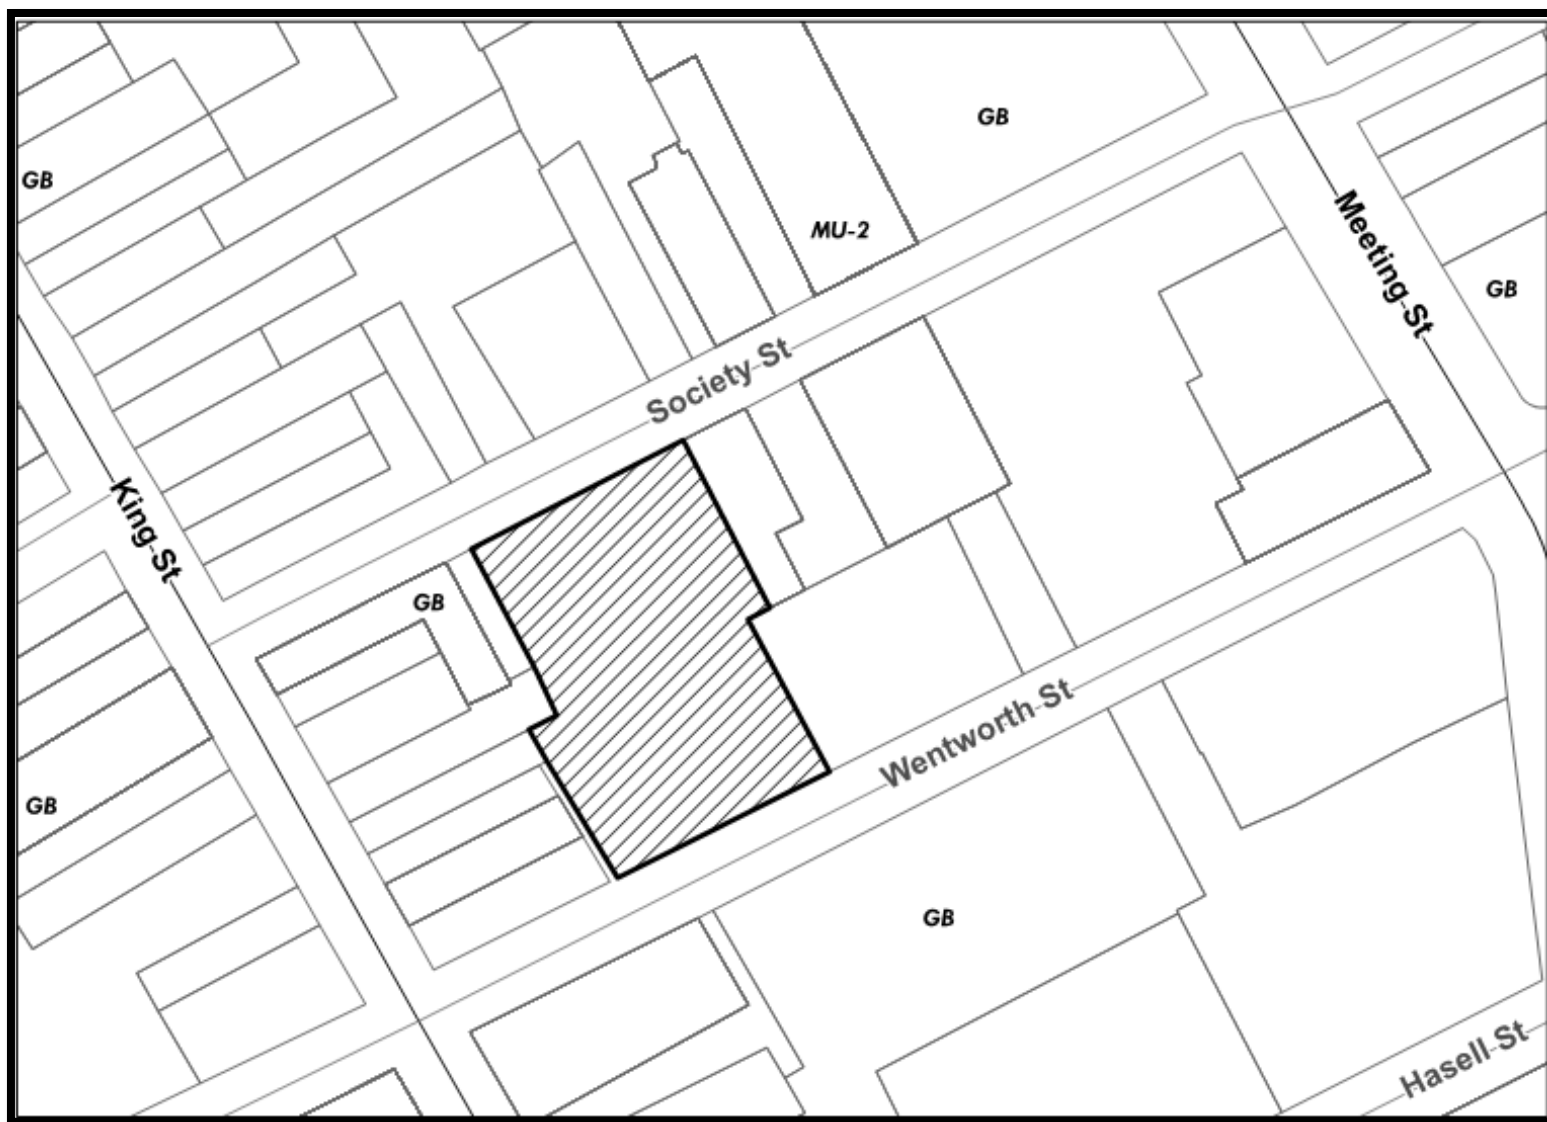 GB
GB
MU-2
Meeting St
GB
Society St
King St
GB
Wentworth St
GB
GB
Hasell St